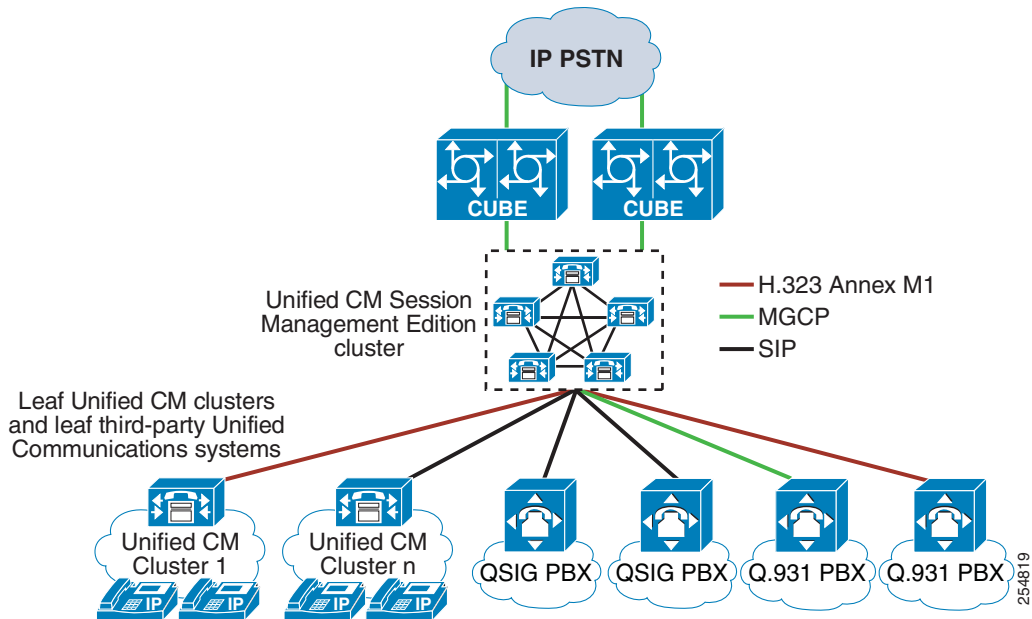 IP PSTN
CUBE
CUBE
Unified CM Session
Management Edition
cluster
H.323 Annex M1
MGCP
SIP
Leaf Unified CM clusters
and leaf third-party Unified
Communications systems
Unified CM
Cluster 1
IP
IP
Unified CM
Cluster n
IP
IP
QSIG PBX
QSIG PBX
Q.931 PBX
Q.931 PBX
254819